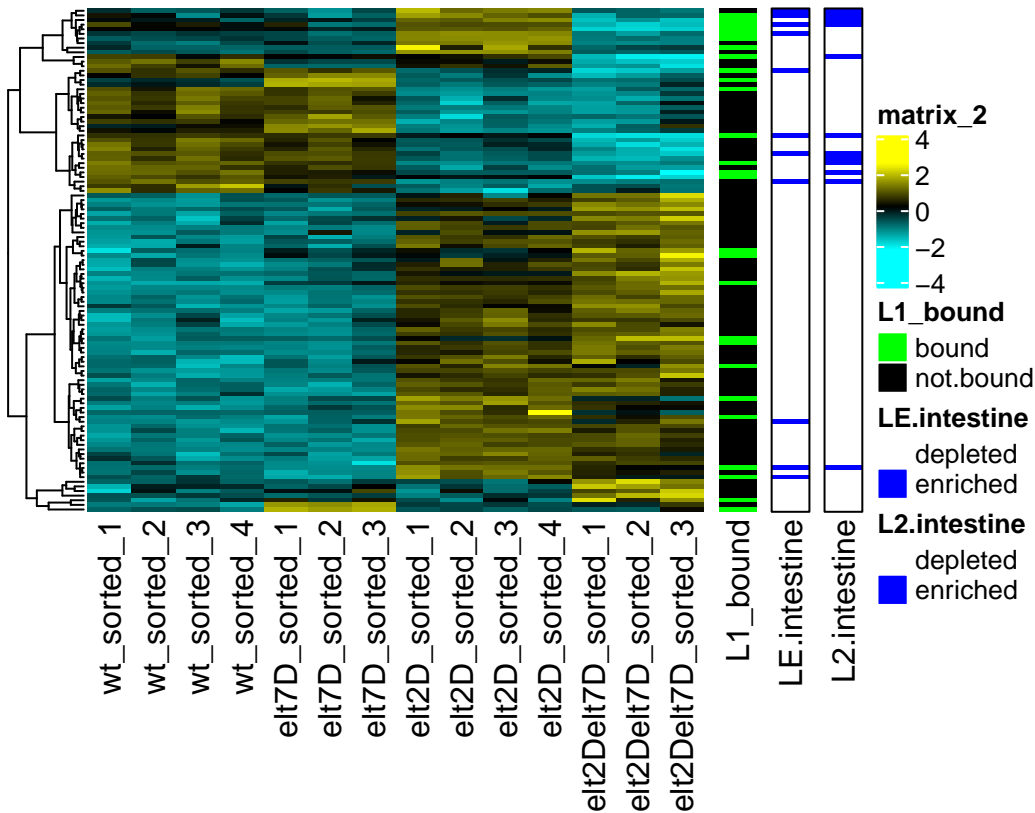 matrix_2
4
2
0
−2
−4
L1_bound
bound
not.bound
LE.intestine
depleted
enriched
L2.intestine
depleted
enriched
wt_sorted_1
wt_sorted_2
wt_sorted_3
wt_sorted_4
elt7D_sorted_1
elt7D_sorted_2
elt7D_sorted_3
elt2D_sorted_1
elt2D_sorted_2
elt2D_sorted_3
elt2D_sorted_4
elt2Delt7D_sorted_1
elt2Delt7D_sorted_2
elt2Delt7D_sorted_3
L1_bound
LE.intestine
L2.intestine